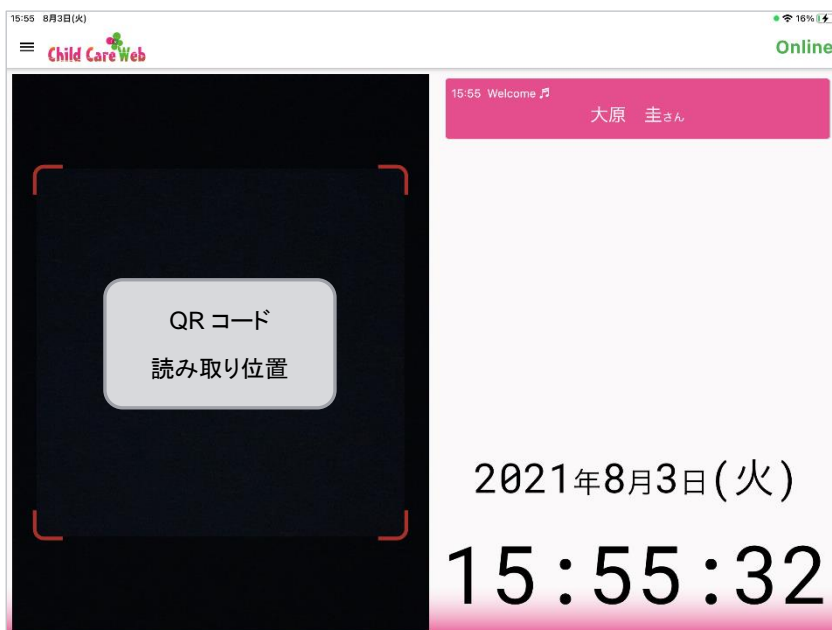 15:55 8月3日(火)
16%
Child Care Web
Online
15:55 Welcome ♬
大原 圭さん
QRコード
読み取り位置
2021年8月3日(火)
15:55:32